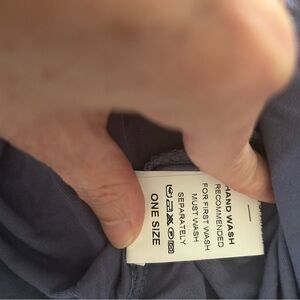 HAND WASH
RECOMMENDED
FOR FIRST WASH
MUST WASH
SEPARATELY
ONE SIZE